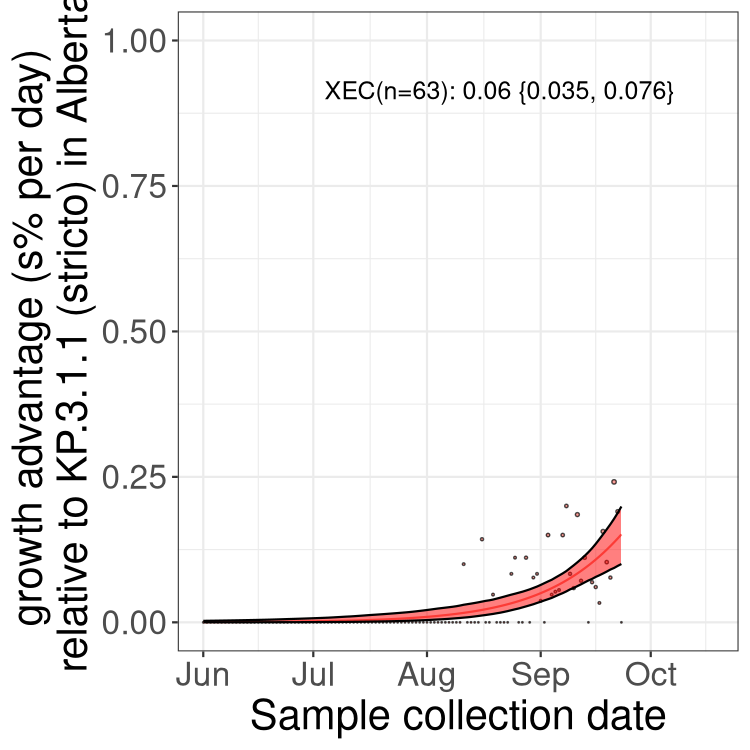 growth advantage (s% per day)
relative to KP.3.1.1 (stricto) in Alberta
1.00
0.75
0.50
0.25
0.00
XEC(n=63): 0.06 {0.035, 0.076}
Jun Jul Aug Sep Oct
Sample collection date